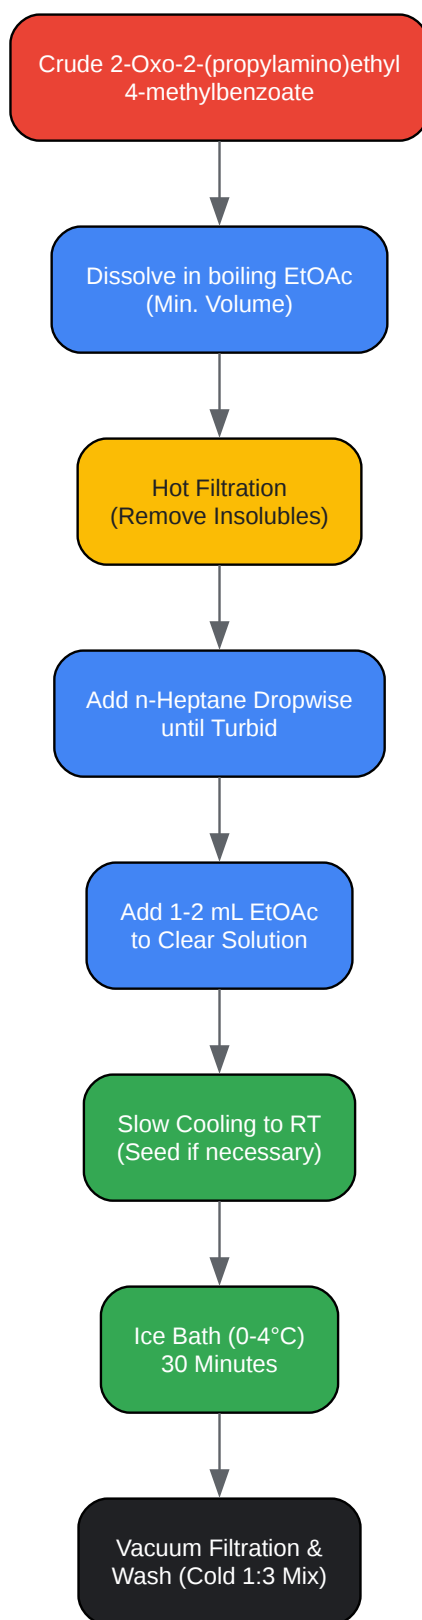 Crude 2-Oxo-2-(propylamino)ethyl
4-methylbenzoate
Dissolve in boiling EtOAc
(Min. Volume)
Hot Filtration
(Remove Insolubles)
Add n-Heptane Dropwise
until Turbid
Add 1-2 mL EtOAc
to Clear Solution
Slow Cooling to RT
(Seed if necessary)
Ice Bath (0-4°C)
30 Minutes
Vacuum Filtration &
Wash (Cold 1:3 Mix)